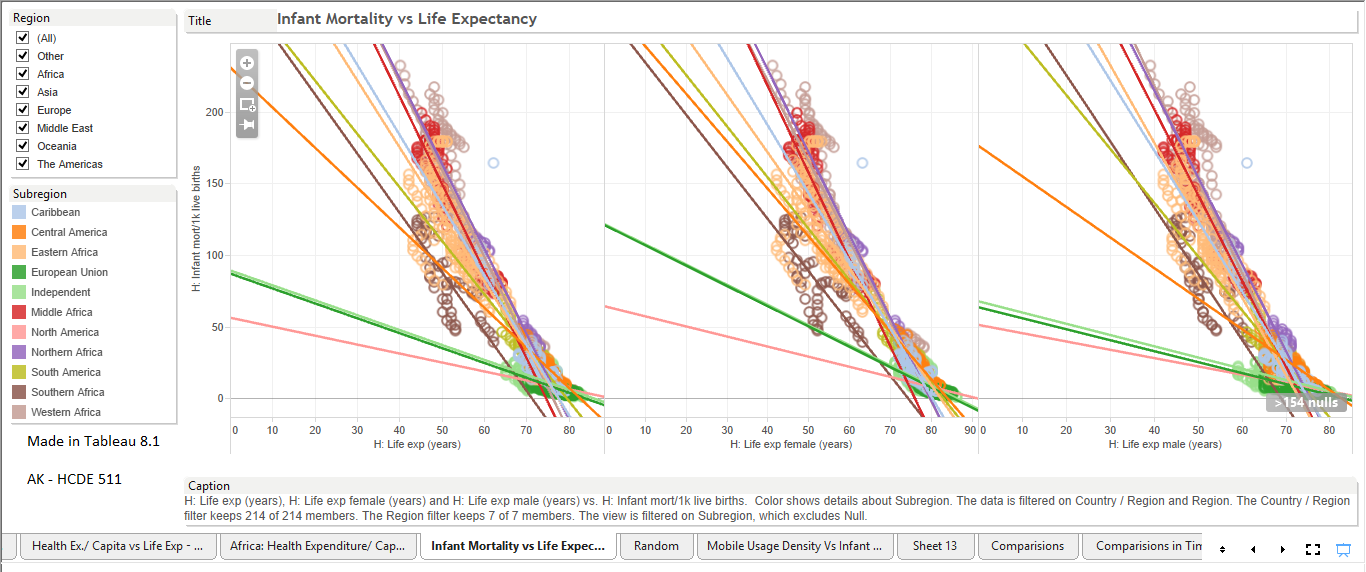 Region
(All)
Other
Africa
Asia
Europe
Middle East
Oceania
The Americas
Subregion
Caribbean
Central America
Eastern Africa
European Union
Independent
Middle Africa
North America
Northern Africa
South America
Southern Africa
Western Africa
Made in Tableau 8.1
AK - HCDE 511
Title
Infant Mortality vs Life Expectancy
H: Infant mort/1k live births
200
150
100
50
0
0 10 20 30 40 50 60 70 80 90
H: Life exp (years)
0 10 20 30 40 50 60 70 80 90
H: Life exp female (years)
0 10 20 30 40 50 60 70 80
H: Life exp male (years)
>154 nulls
Caption
H: Life exp (years), H: Life exp female (years) and H: Life exp male (years) vs. H: Infant mort/1k live births. Color shows details about Subregion. The data is filtered on Country / Region and Region. The Country / Region
filter keeps 214 of 214 members. The Region filter keeps 7 of 7 members. The view is filtered on Subregion, which excludes Null.
Health Ex./ Capita vs Life Exp - ...
Africa: Health Expenditure/ Cap...
Infant Mortality vs Life Expec...
Random
Mobile Usage Density Vs Infant ...
Sheet 13
Comparisions
Comparisions in Tim